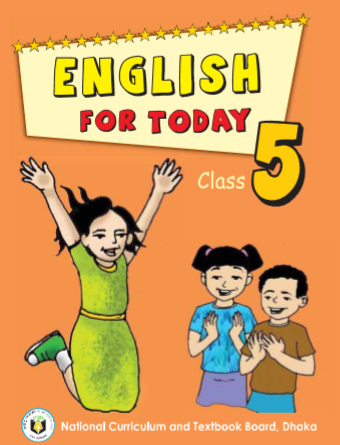 ENGLISH
FOR TODAY
Class 5
National Curriculum and Textbook Board, Dhaka